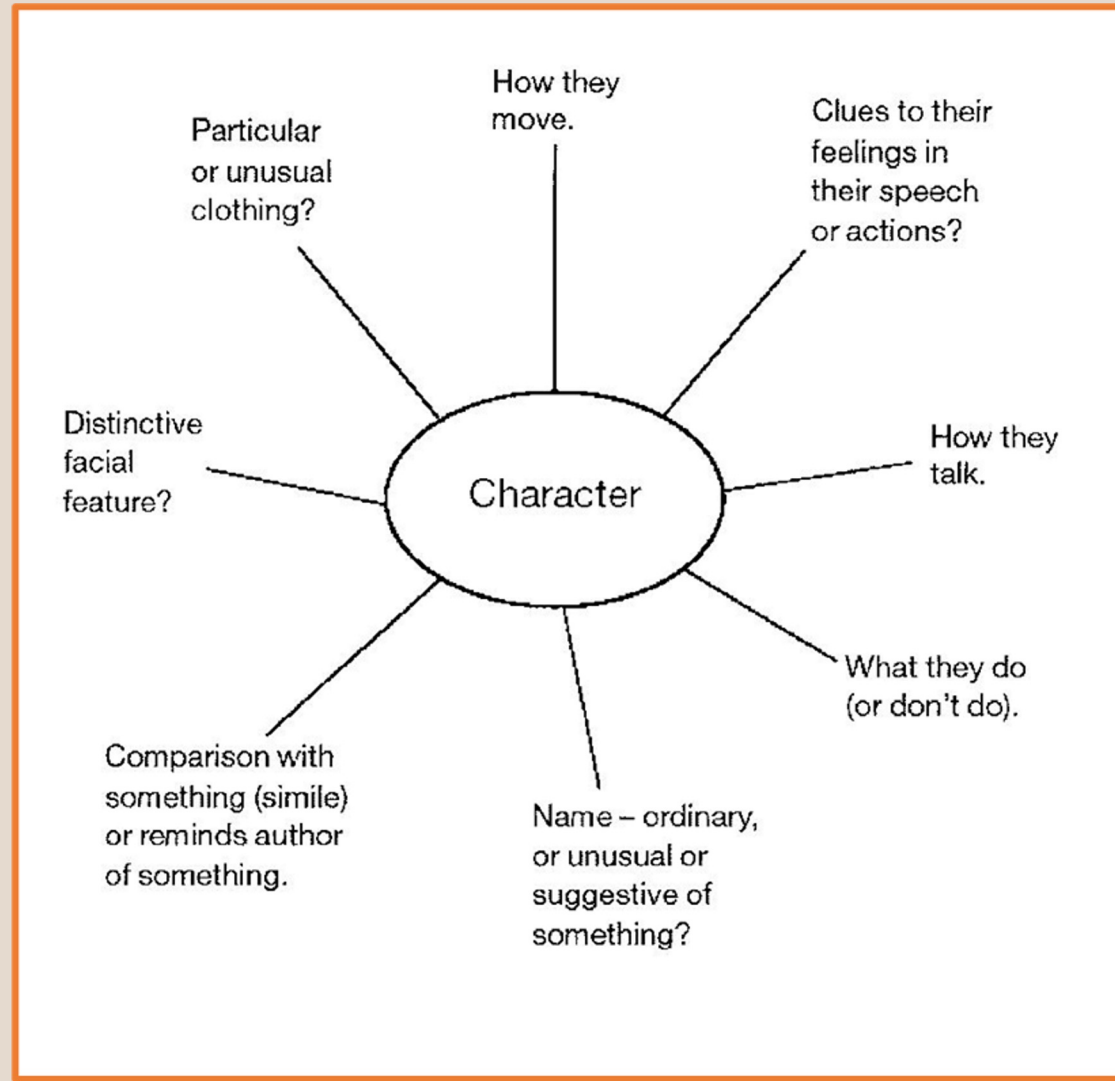 How they
move.
Particular
or unusual
clothing?
Clues to their
feelings in
their speech
or actions?
Distinctive
facial
feature?
Character
How they
talk.
What they do
(or don't do).
Comparison with
something (simile)
or reminds author
of something.
Name – ordinary,
or unusual or
suggestive of
something?